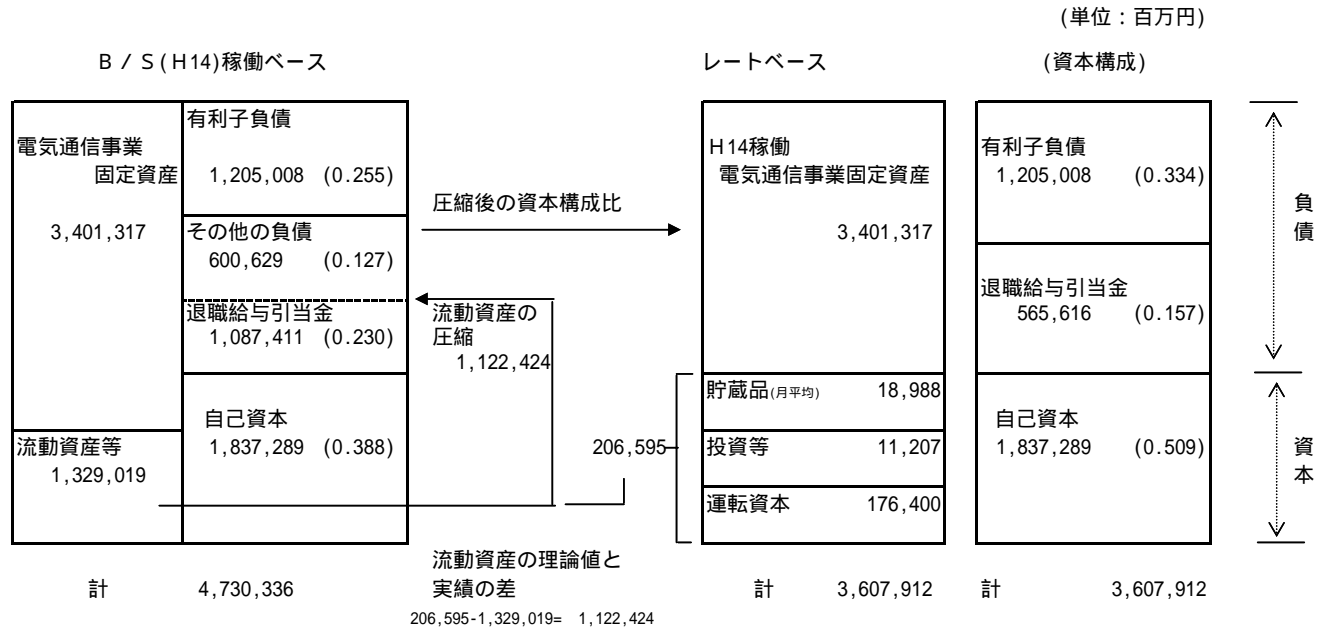 (単位：百万円)
B / S (H14)稼働ベース
レートベース
(資本構成)
電気通信事業
固定資産
3,401,317
流動資産等
1,329,019
有利子負債
1,205,008 (0.255)
その他の負債
600,629 (0.127)
退職給与引当金
1,087,411 (0.230)
自己資本
1,837,289 (0.388)
計 4,730,336
圧縮後の資本構成比
流動資産の
圧縮
1,122,424
206,595
流動資産の理論値と
実績の差
206,595-1,329,019= 1,122,424
H14稼働
電気通信事業固定資産
3,401,317
貯蔵品(月平均) 18,988
投資等 11,207
運転資本 176,400
計 3,607,912
有利子負債
1,205,008 (0.334)
退職給与引当金
565,616 (0.157)
自己資本
1,837,289 (0.509)
計 3,607,912
負債
資本